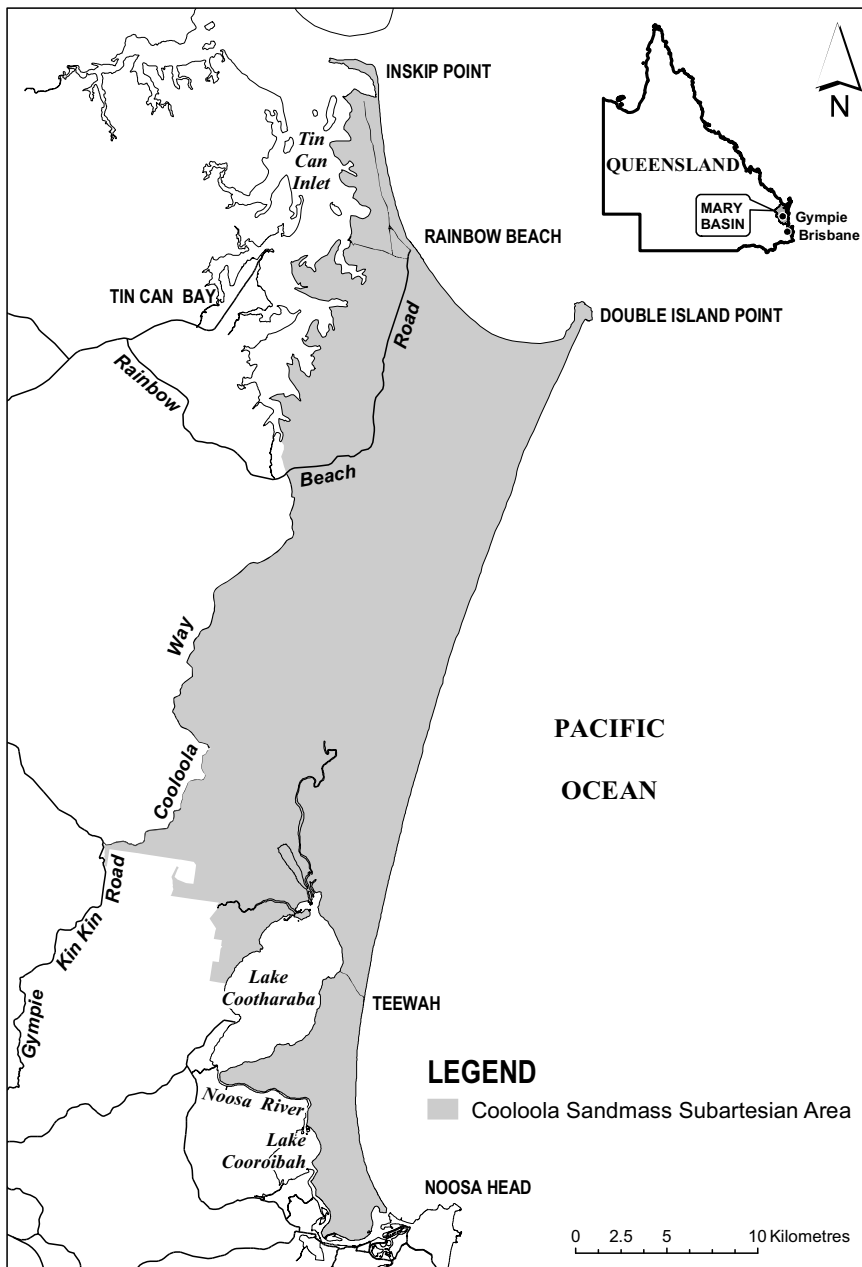 INSKIP POINT
N
Tin
Can
Inlet
QUEENSLAND
MARY
BASIN
Gympie
Brisbane
RAINBOW BEACH
TIN CAN BAY
DOUBLE ISLAND POINT
Road
Rainbow
Beach
Way
PACIFIC
OCEAN
Cooloola
Road
Kin Kin
Gympie
Lake
Cootharaba
TEEWAH
LEGEND
Cooloola Sandmass Subartesian Area
Noosa River
Lake
Cooroibah
NOOSA HEAD
0 2.5 5 10 Kilometres